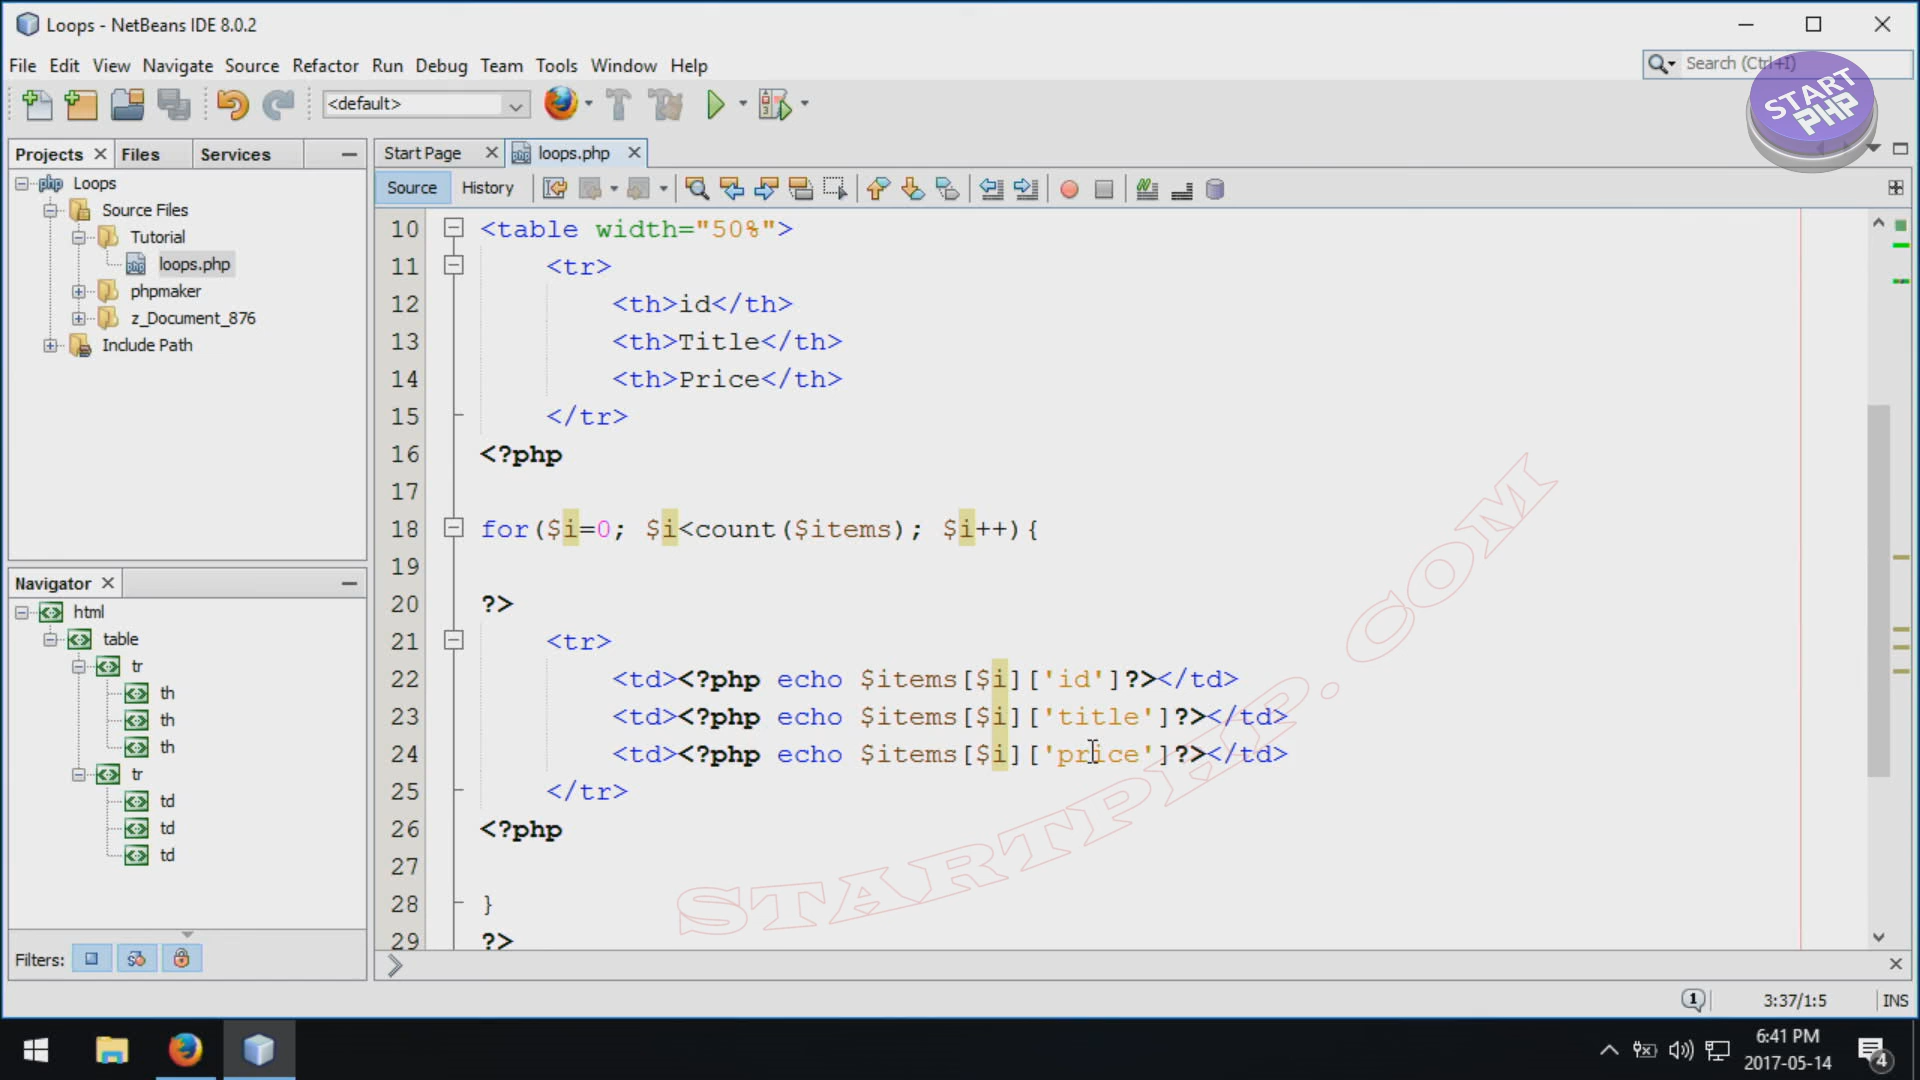 Loops - NetBeans IDE 8.0.2
File Edit View Navigate Source Refactor Run Debug Team Tools Window Help
Search (Ctrl+I)
START PHP
<default>
Projects Files Services
Start Page loops.php
Source History
Loops
Source Files
Tutorial
loops.php
phpmaker
z_Document_876
Include Path
Navigator
html
table
tr
th
th
th
tr
td
td
td
Filters:
10 <table width="50%">
11 <tr>
12 <th>id</th>
13 <th>Title</th>
14 <th>Price</th>
15 </tr>
16 <?php
17
18 for($i=0; $i<count($items); $i++){
19
20 ?>
21 <tr>
22 <td><?php echo $items[$i]['id']?></td>
23 <td><?php echo $items[$i]['title']?></td>
24 <td><?php echo $items[$i]['price']?></td>
25 </tr>
26 <?php
27
28 }
29 ?>
STARTPHP.COM
1 3:37/1:5 INS
6:41 PM
2017-05-14
4